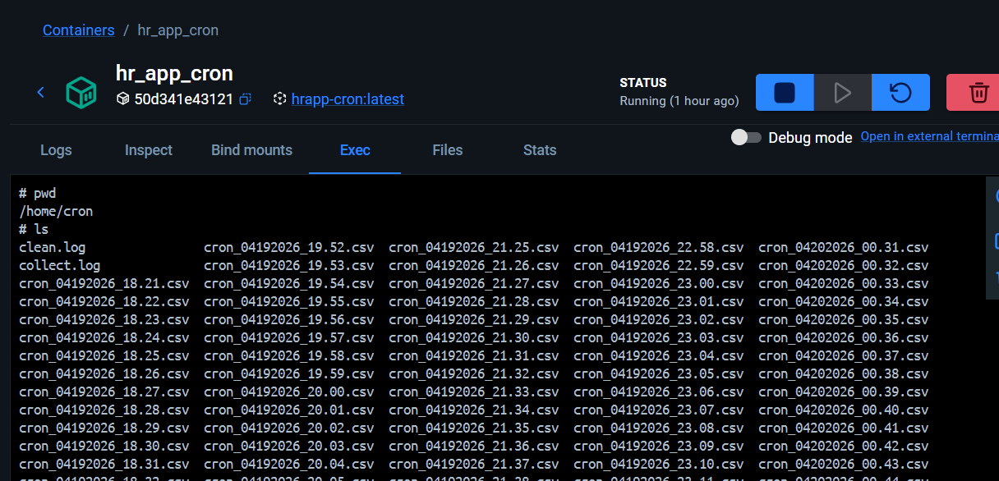 Containers / hr_app_cron
hr_app_cron
50d341e43121 hrapp-cron:latest
STATUS
Running (1 hour ago)
Logs Inspect Bind mounts Exec Files Stats
Debug mode Open in external termina
# pwd
/home/cron
# ls
clean.log cron_04192026_19.52.csv cron_04192026_21.25.csv cron_04192026_22.58.csv cron_04202026_00.31.csv
collect.log cron_04192026_19.53.csv cron_04192026_21.26.csv cron_04192026_22.59.csv cron_04202026_00.32.csv
cron_04192026_18.21.csv cron_04192026_19.54.csv cron_04192026_21.27.csv cron_04192026_23.00.csv cron_04202026_00.33.csv
cron_04192026_18.22.csv cron_04192026_19.55.csv cron_04192026_21.28.csv cron_04192026_23.01.csv cron_04202026_00.34.csv
cron_04192026_18.23.csv cron_04192026_19.56.csv cron_04192026_21.29.csv cron_04192026_23.02.csv cron_04202026_00.35.csv
cron_04192026_18.24.csv cron_04192026_19.57.csv cron_04192026_21.30.csv cron_04192026_23.03.csv cron_04202026_00.36.csv
cron_04192026_18.25.csv cron_04192026_19.58.csv cron_04192026_21.31.csv cron_04192026_23.04.csv cron_04202026_00.37.csv
cron_04192026_18.26.csv cron_04192026_19.59.csv cron_04192026_21.32.csv cron_04192026_23.05.csv cron_04202026_00.38.csv
cron_04192026_18.27.csv cron_04192026_20.00.csv cron_04192026_21.33.csv cron_04192026_23.06.csv cron_04202026_00.39.csv
cron_04192026_18.28.csv cron_04192026_20.01.csv cron_04192026_21.34.csv cron_04192026_23.07.csv cron_04202026_00.40.csv
cron_04192026_18.29.csv cron_04192026_20.02.csv cron_04192026_21.35.csv cron_04192026_23.08.csv cron_04202026_00.41.csv
cron_04192026_18.30.csv cron_04192026_20.03.csv cron_04192026_21.36.csv cron_04192026_23.09.csv cron_04202026_00.42.csv
cron_04192026_18.31.csv cron_04192026_20.04.csv cron_04192026_21.37.csv cron_04192026_23.10.csv cron_04202026_00.43.csv